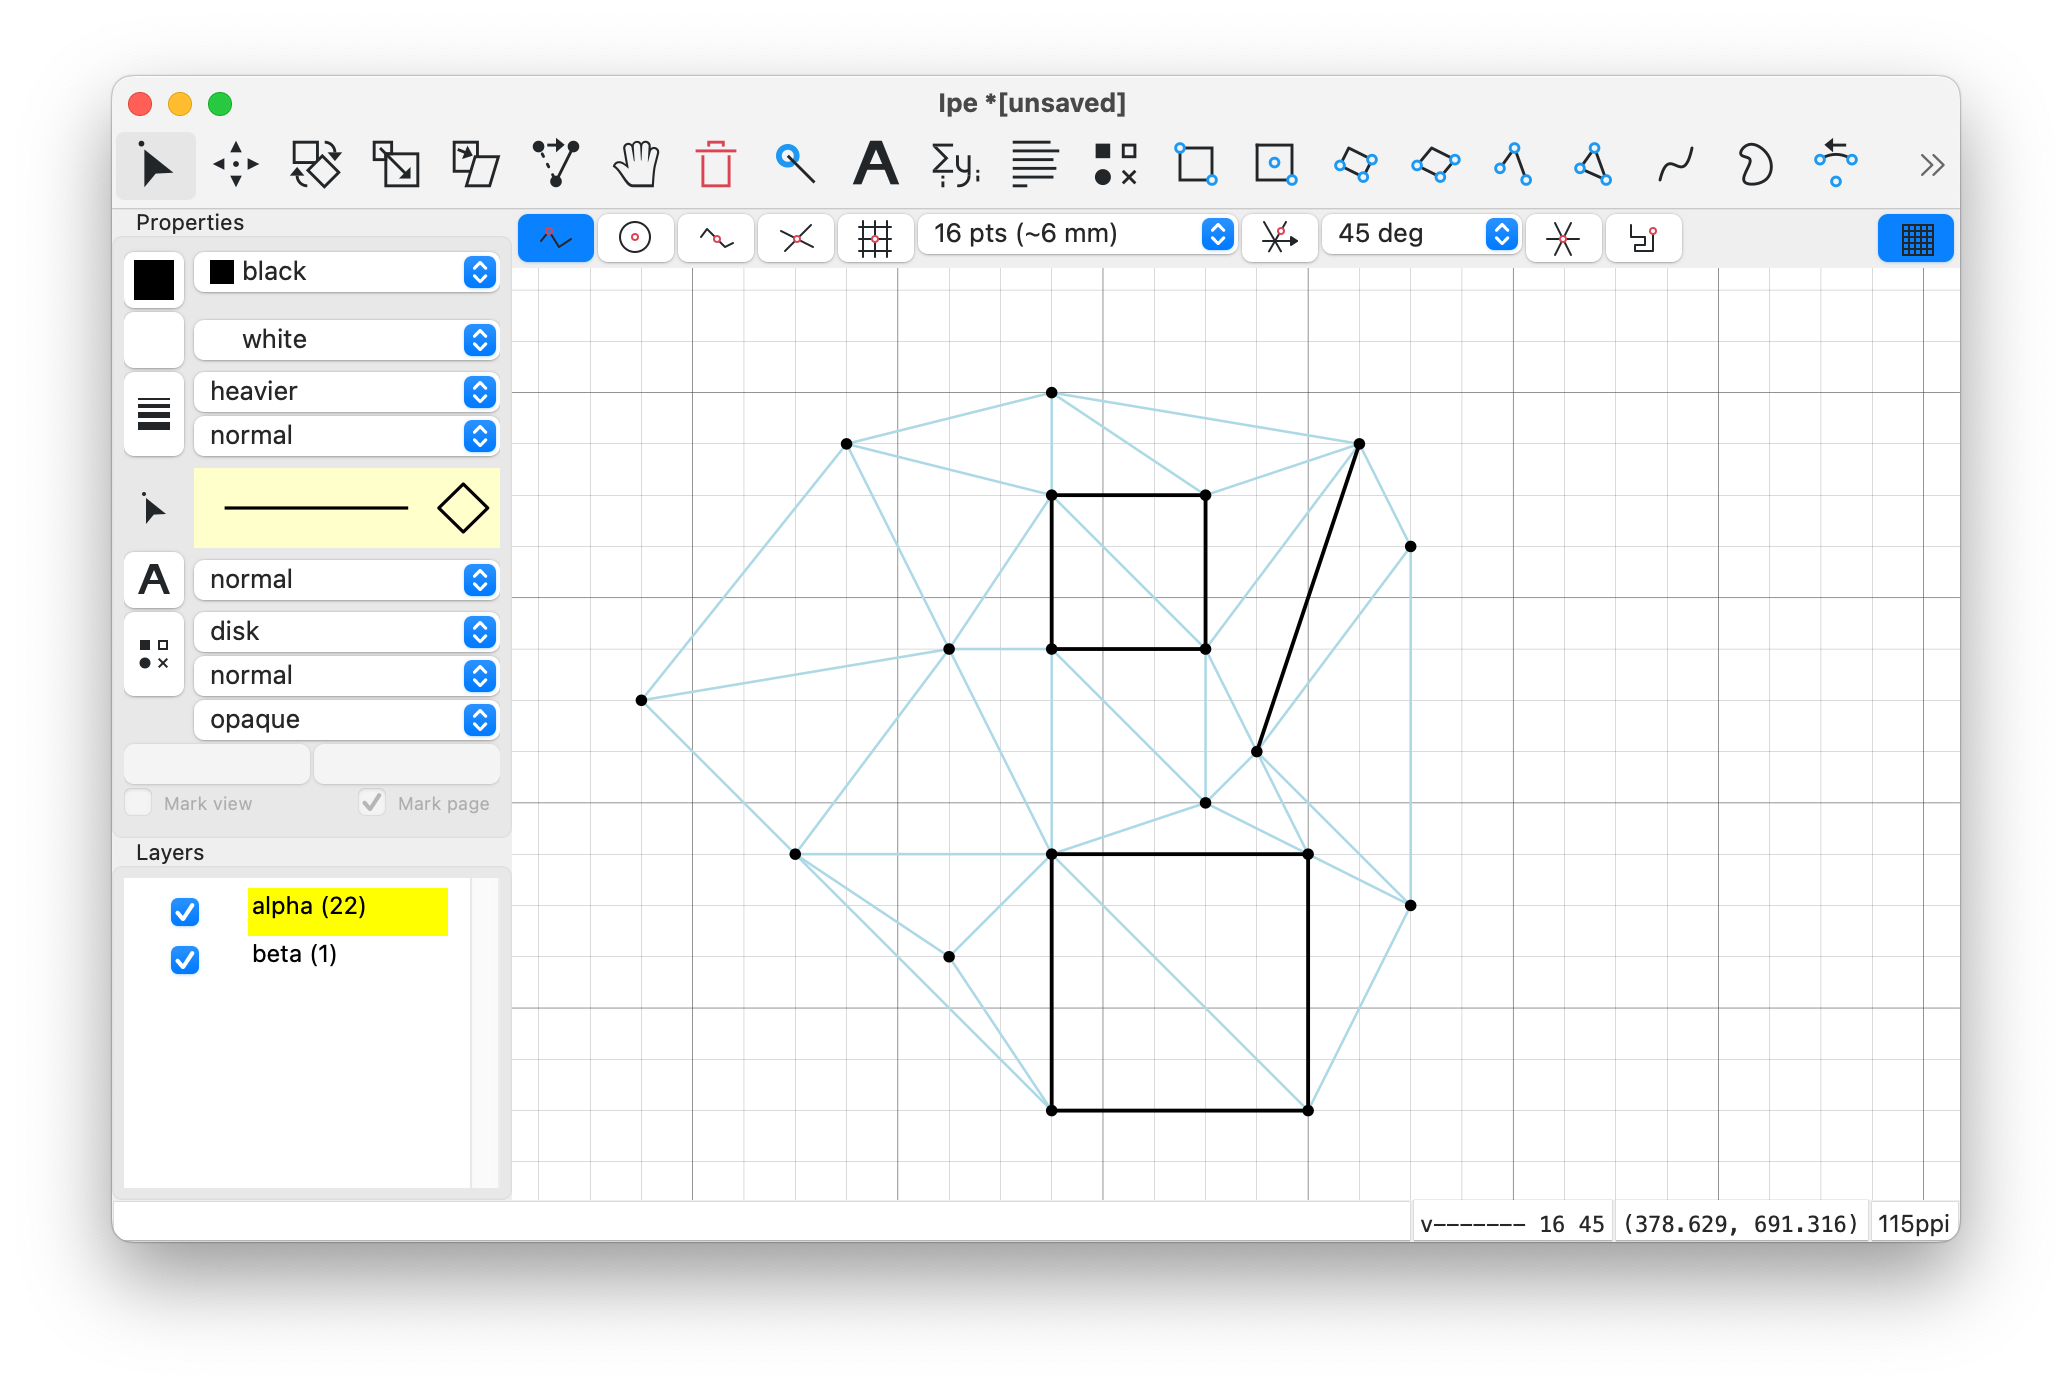 Ipe *[unsaved]
A
Σyᵢ
Properties
16 pts (~6 mm)
45 deg
black
white
heavier
normal
A
normal
disk
normal
opaque
Mark view
Mark page
Layers
alpha (22)
beta (1)
v------- 16 45
(378.629, 691.316)
115ppi